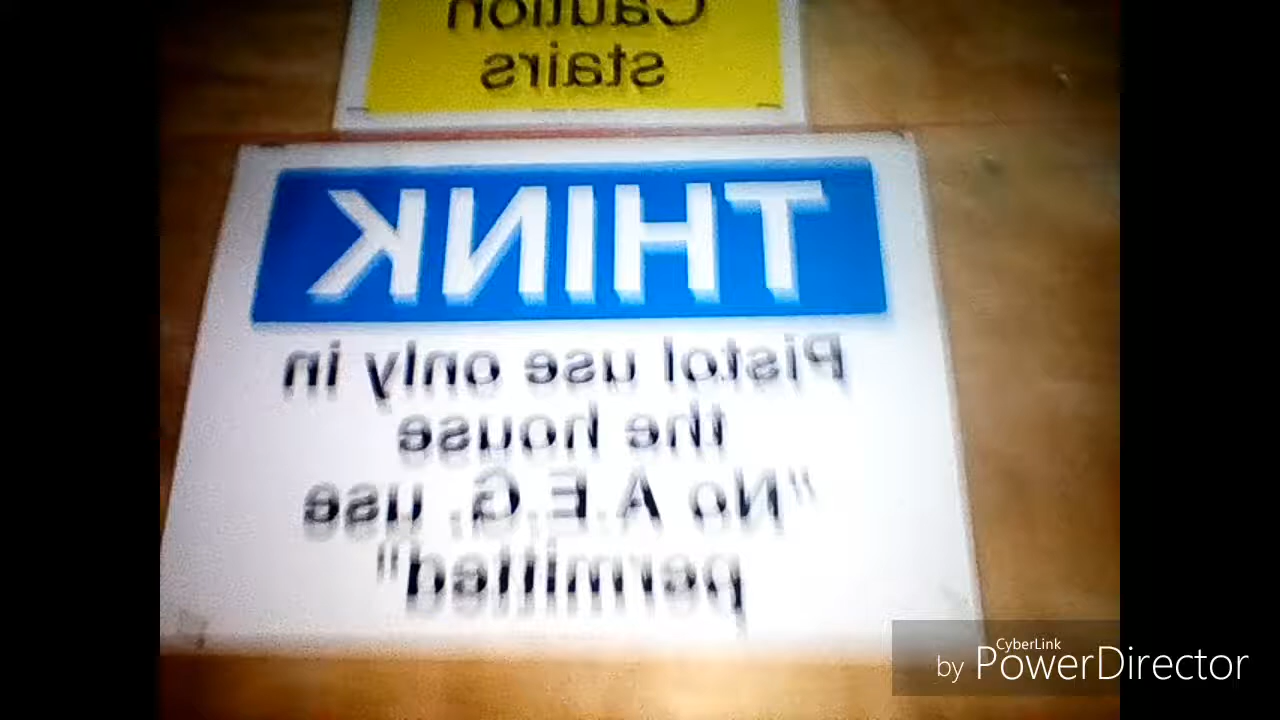 Caution
stairs
THINK
Pistol use only in
the house
"No A.E.G. use
permitted"
CyberLink
by PowerDirector